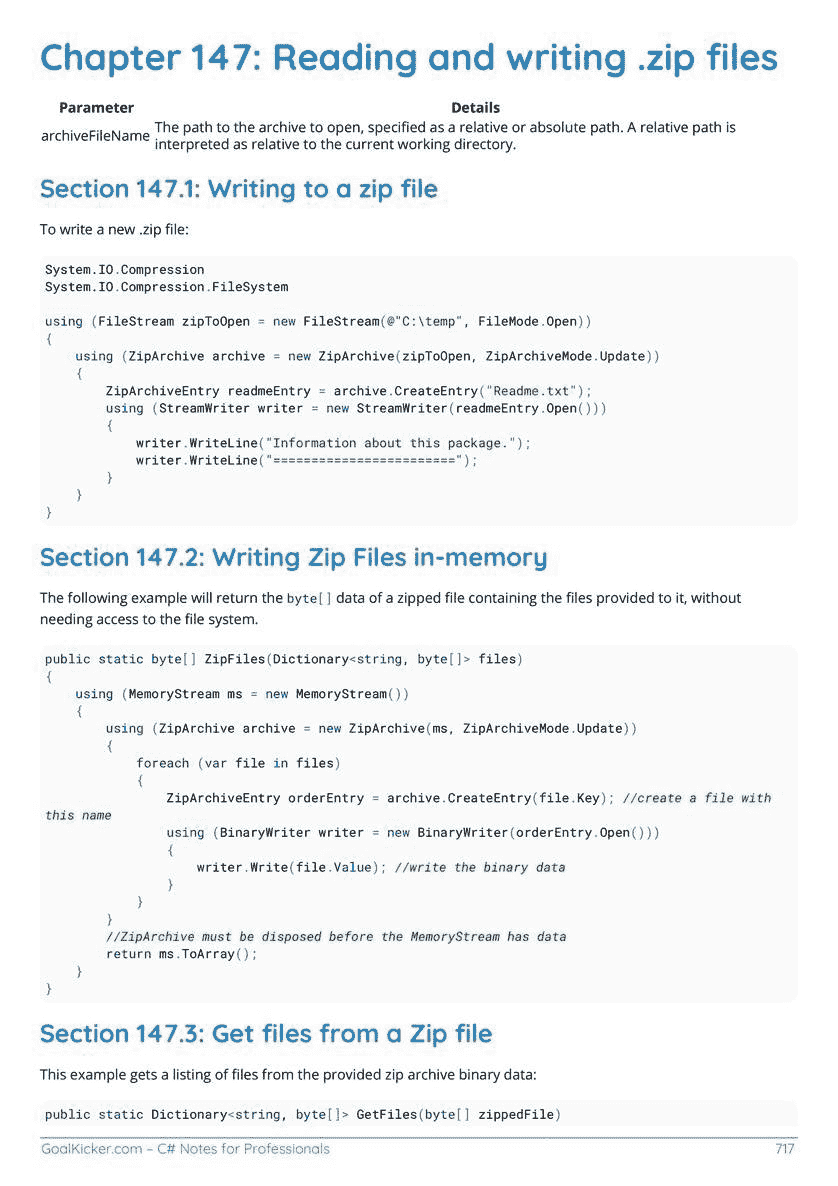 Chapter 147: Reading and writing .zip files
Parameter Details
archiveFileName The path to the archive to open, specified as a relative or absolute path. A relative path is
interpreted as relative to the current working directory.
Section 147.1: Writing to a zip file
To write a new .zip file:
System.IO.Compression
System.IO.Compression.FileSystem

using (FileStream zipToOpen = new FileStream(@"C:\temp", FileMode.Open))
{
    using (ZipArchive archive = new ZipArchive(zipToOpen, ZipArchiveMode.Update))
    {
        ZipArchiveEntry readmeEntry = archive.CreateEntry("Readme.txt");
        using (StreamWriter writer = new StreamWriter(readmeEntry.Open()))
        {
            writer.WriteLine("Information about this package.");
            writer.WriteLine("========================");
        }
    }
}
Section 147.2: Writing Zip Files in-memory
The following example will return the byte[] data of a zipped file containing the files provided to it, without
needing access to the file system.
public static byte[] ZipFiles(Dictionary<string, byte[]> files)
{
    using (MemoryStream ms = new MemoryStream())
    {
        using (ZipArchive archive = new ZipArchive(ms, ZipArchiveMode.Update))
        {
            foreach (var file in files)
            {
                ZipArchiveEntry orderEntry = archive.CreateEntry(file.Key); //create a file with
this name
                using (BinaryWriter writer = new BinaryWriter(orderEntry.Open()))
                {
                    writer.Write(file.Value); //write the binary data
                }
            }
        }
        //ZipArchive must be disposed before the MemoryStream has data
        return ms.ToArray();
    }
}
Section 147.3: Get files from a Zip file
This example gets a listing of files from the provided zip archive binary data:
public static Dictionary<string, byte[]> GetFiles(byte[] zippedFile)
GoalKicker.com – C# Notes for Professionals 717